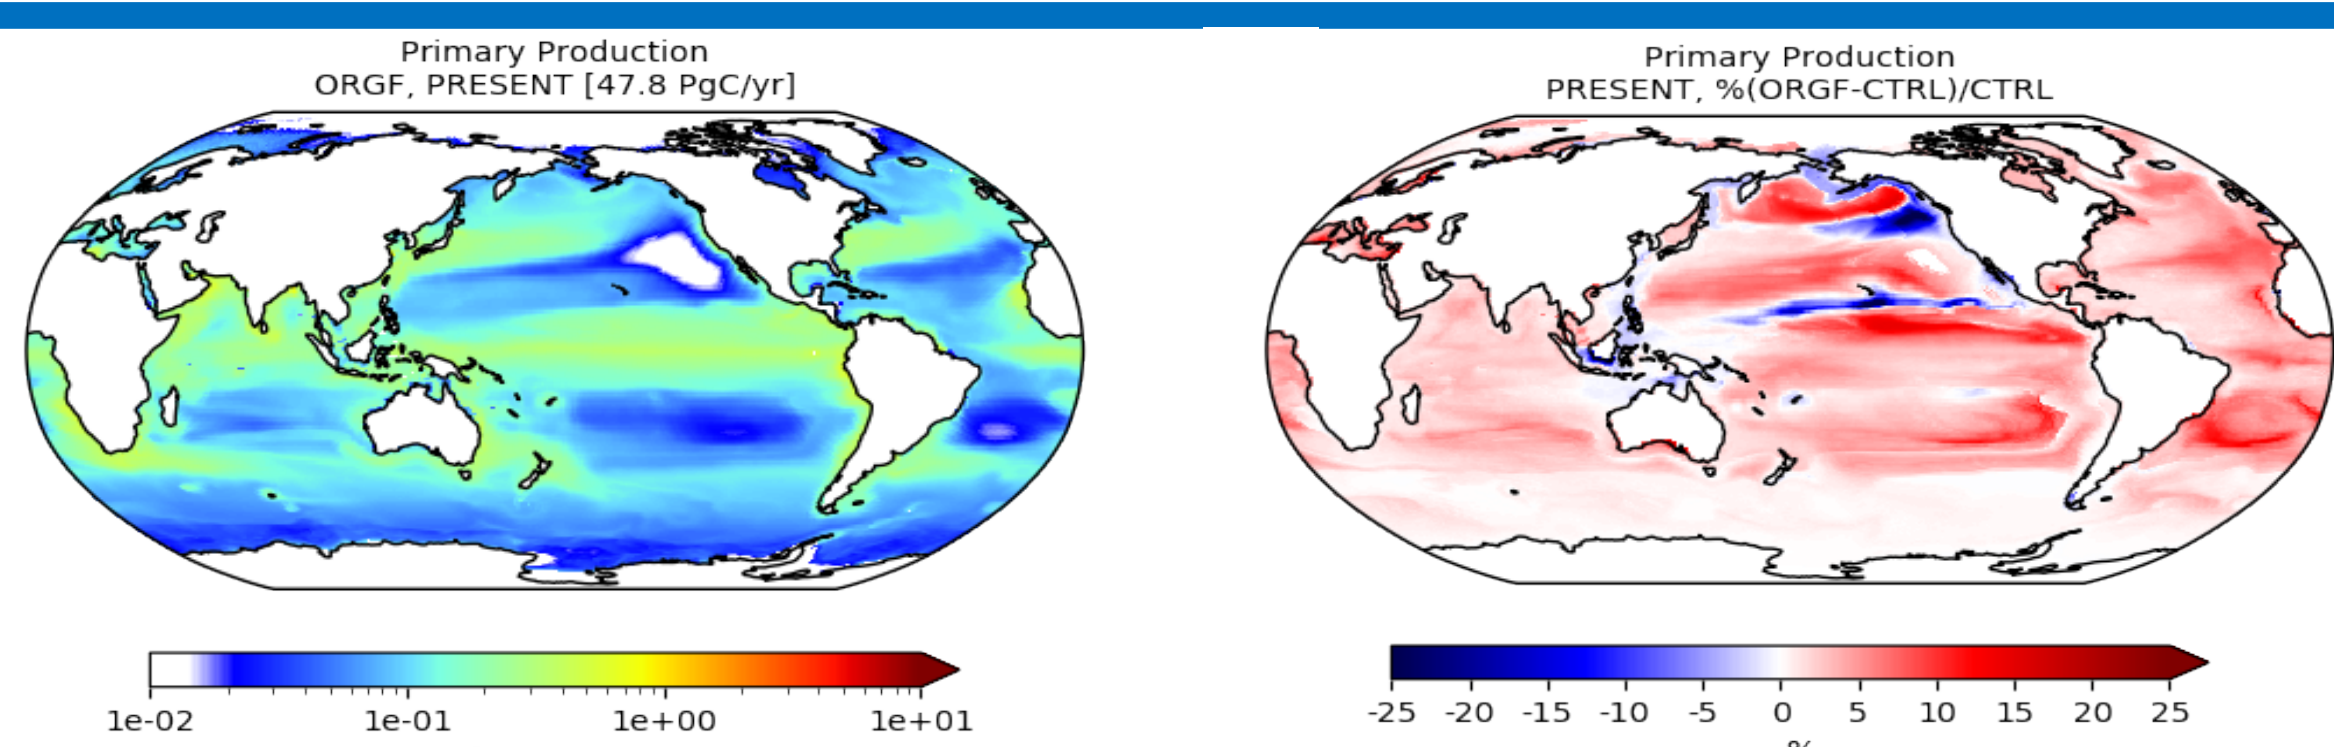 Primary Production
ORGF, PRESENT [47.8 PgC/yr]
1e-02 1e-01 1e+00 1e+01
Primary Production
PRESENT, %(ORGF-CTRL)/CTRL
-25 -20 -15 -10 -5 0 5 10 15 20 25
%